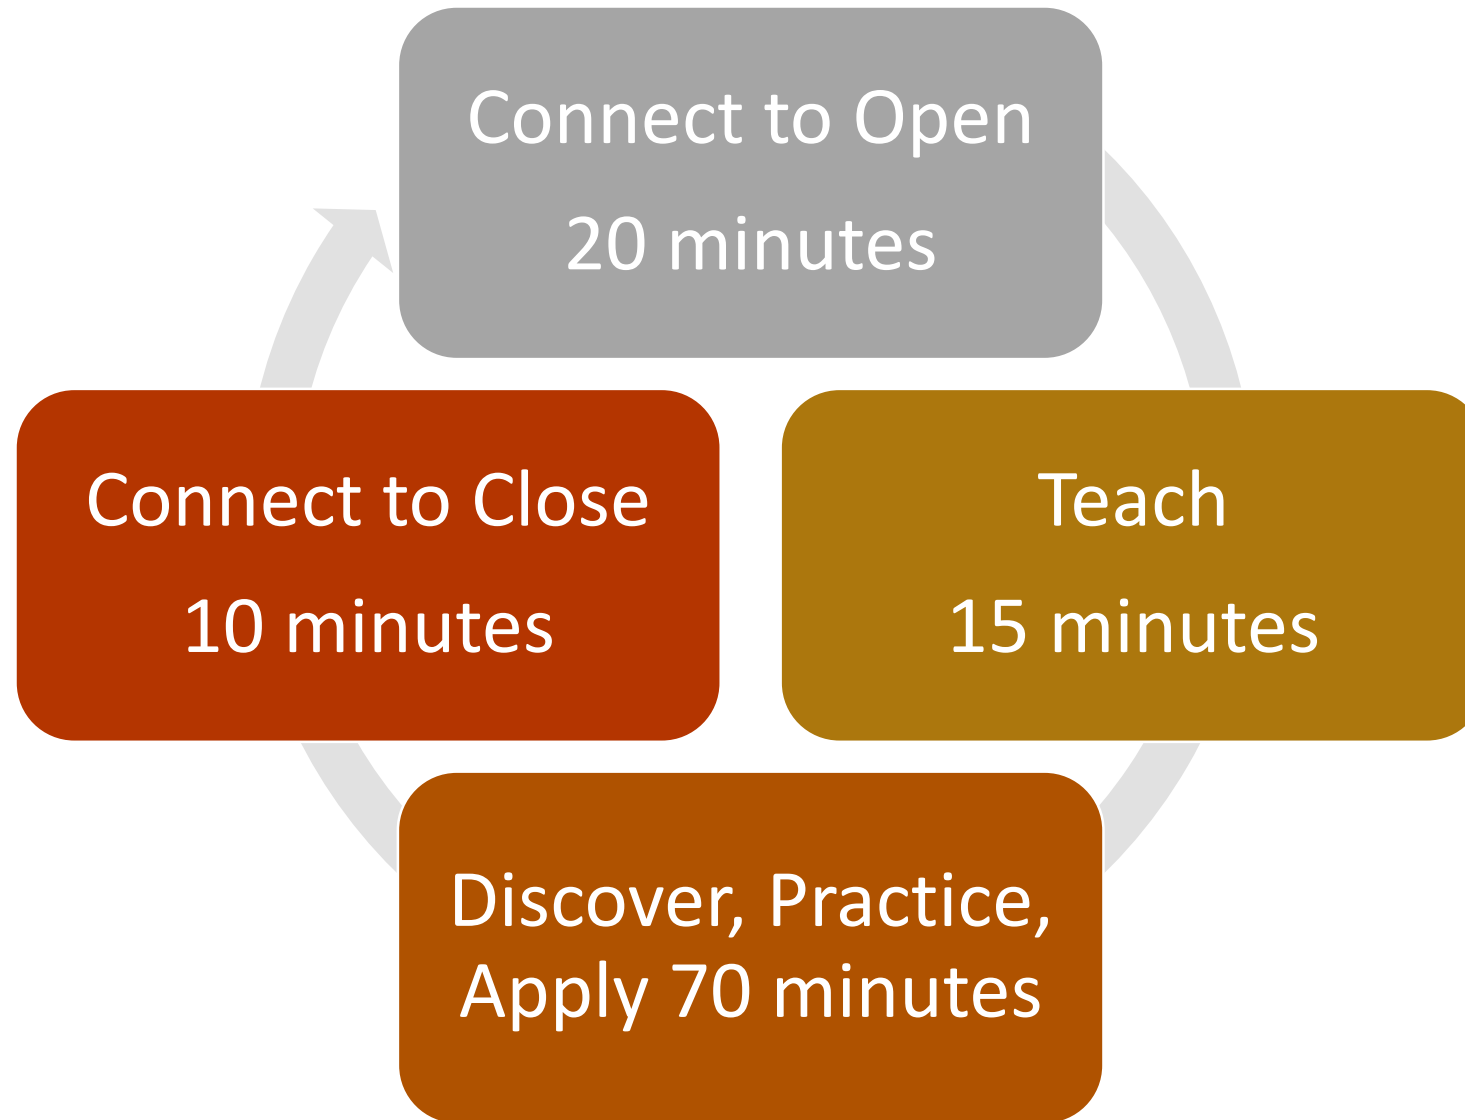 Connect to Open
20 minutes
Teach
15 minutes
Discover, Practice,
Apply 70 minutes
Connect to Close
10 minutes